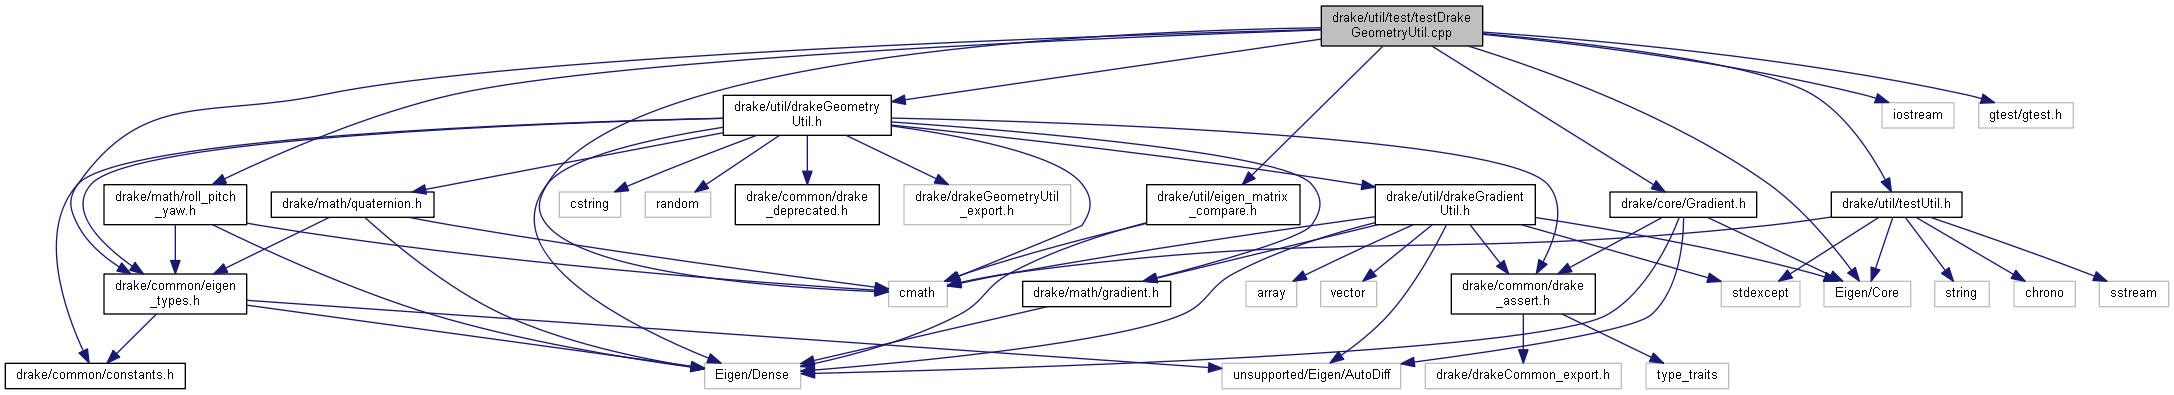 drake/util/test/testDrake
GeometryUtil.cpp
drake/util/drakeGeometry
Util.h
iostream
gtest/gtest.h
drake/math/roll_pitch
_yaw.h
drake/math/quaternion.h
cstring
random
drake/common/drake
_deprecated.h
drake/drakeGeometryUtil
_export.h
drake/util/eigen_matrix
_compare.h
drake/util/drakeGradient
Util.h
drake/core/Gradient.h
drake/util/testUtil.h
drake/common/eigen
_types.h
cmath
drake/math/gradient.h
array
vector
drake/common/drake
_assert.h
stdexcept
Eigen/Core
string
chrono
sstream
drake/common/constants.h
Eigen/Dense
unsupported/Eigen/AutoDiff
drake/drakeCommon_export.h
type_traits